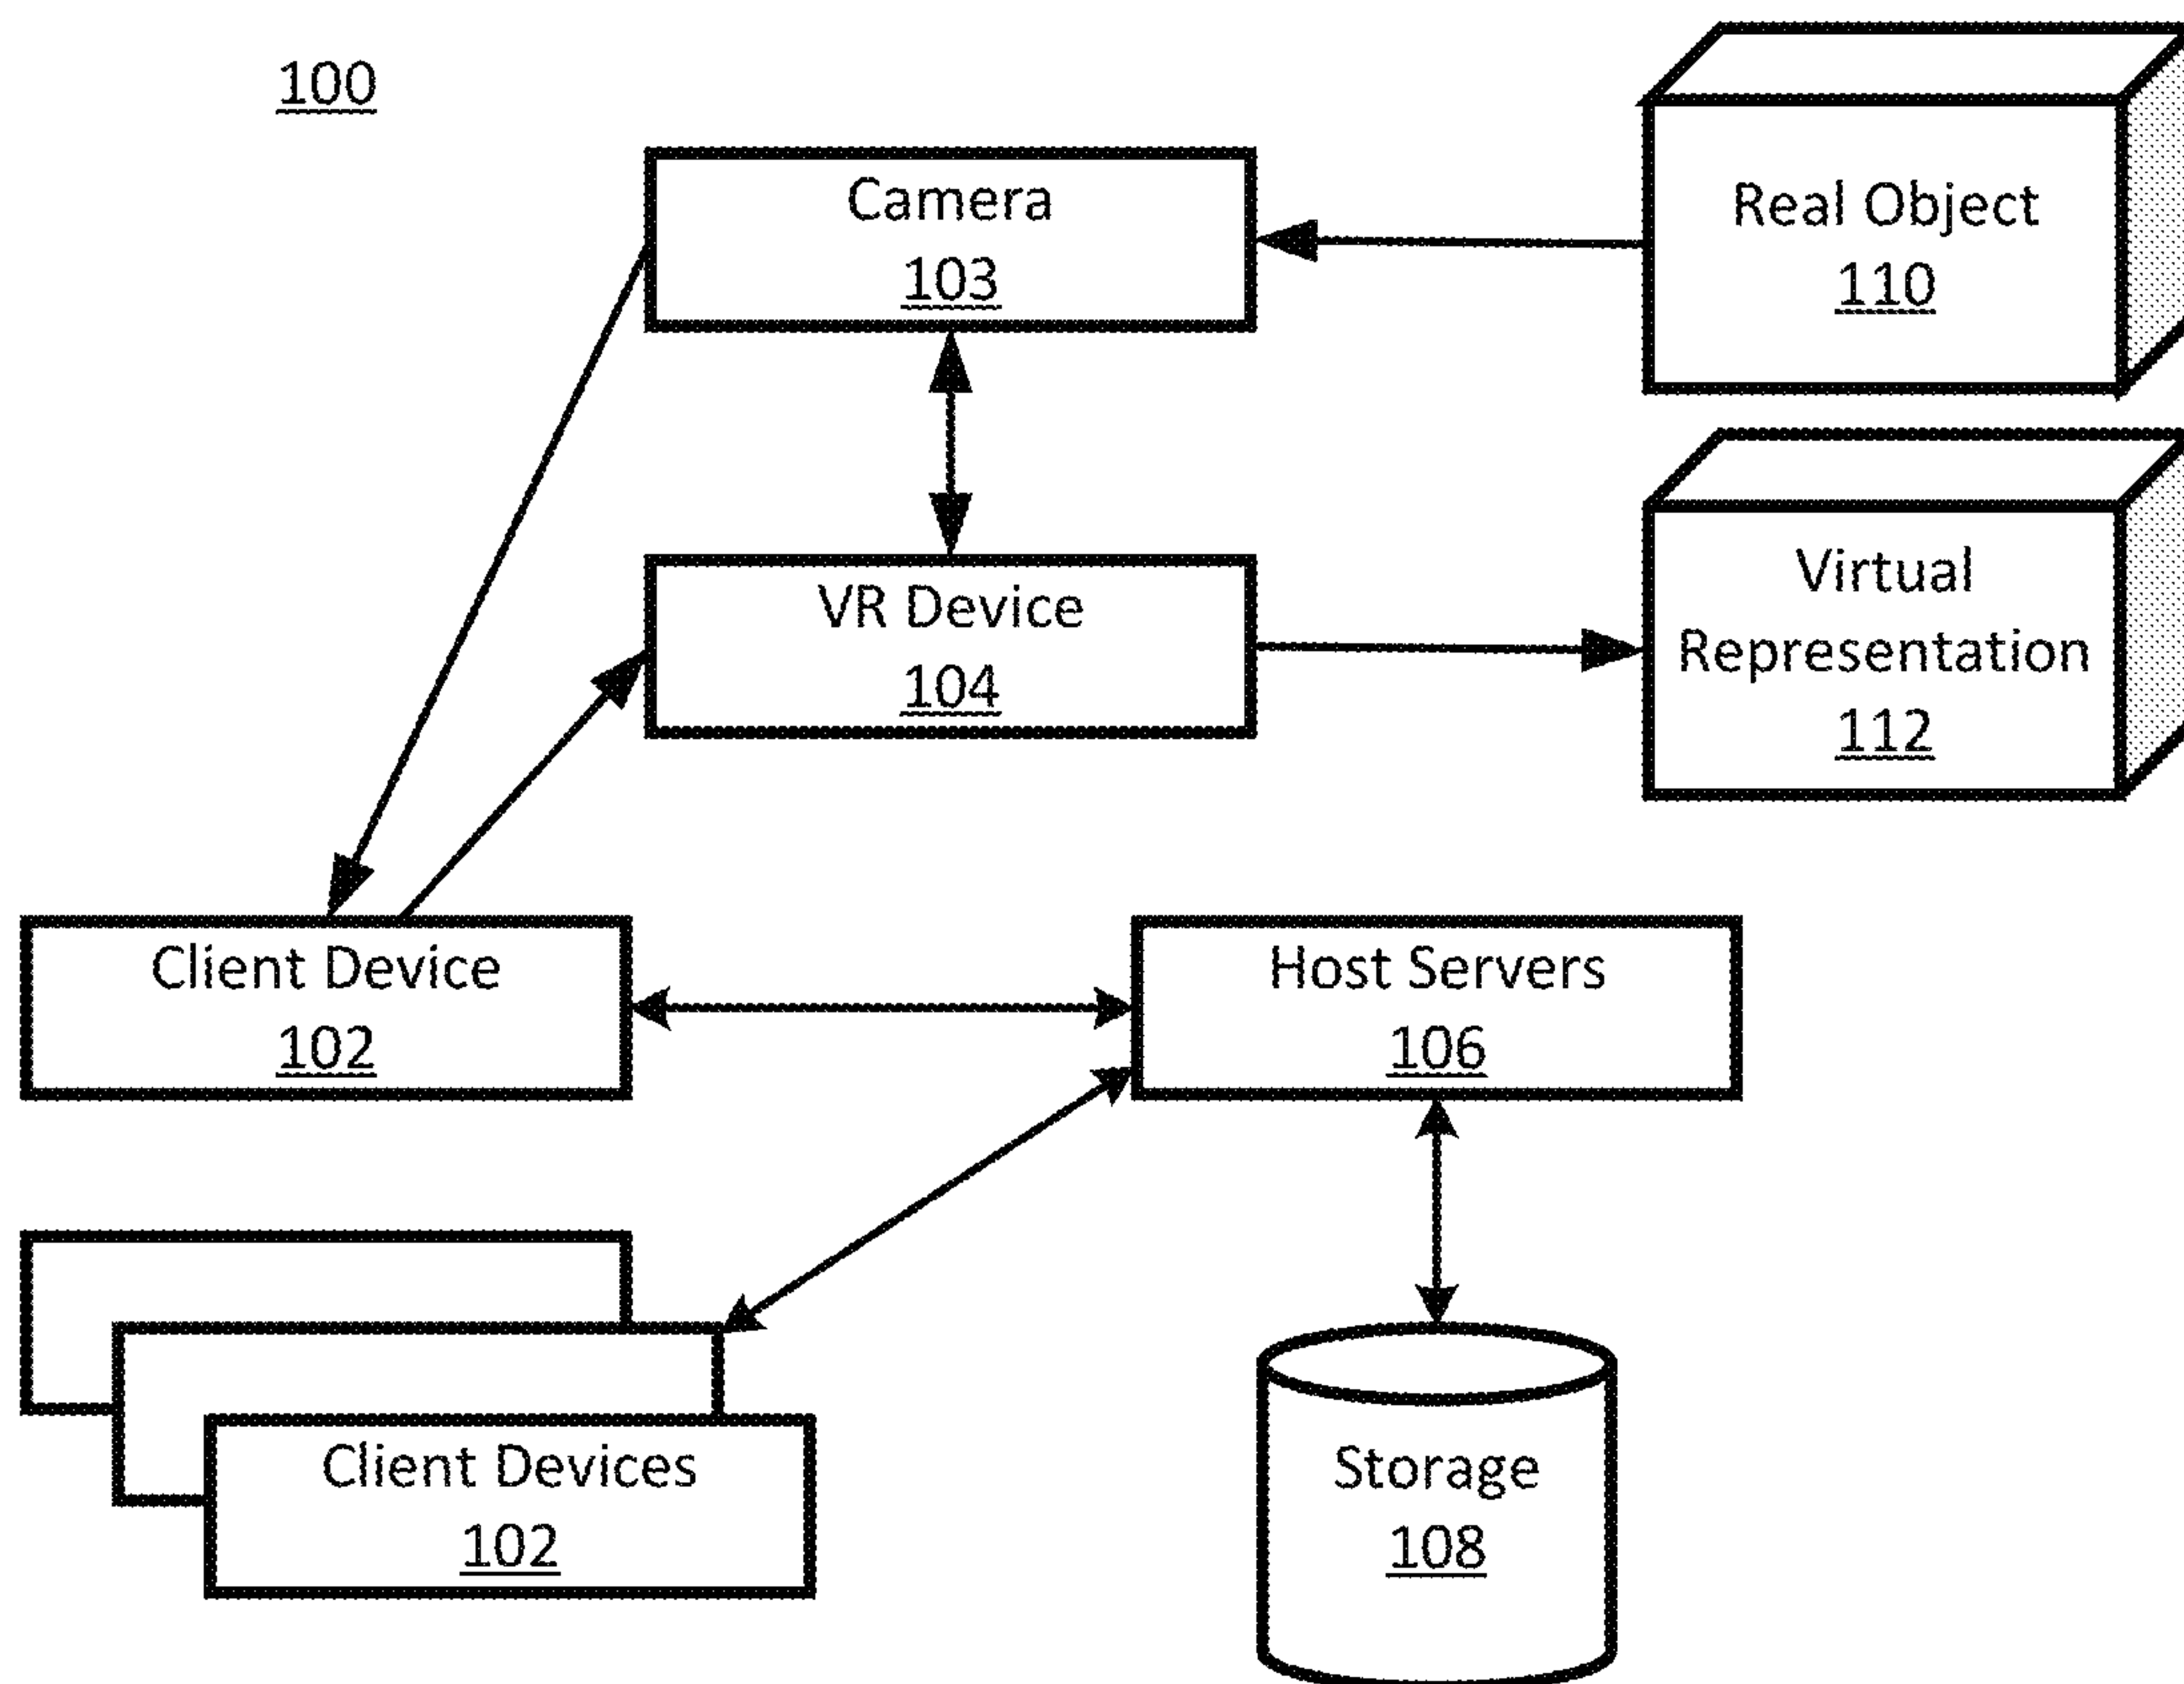 100
Camera
103
Real Object
110
VR Device
104
Virtual
Representation
112
Client Device
102
Host Servers
106
Client Devices
102
Storage
108